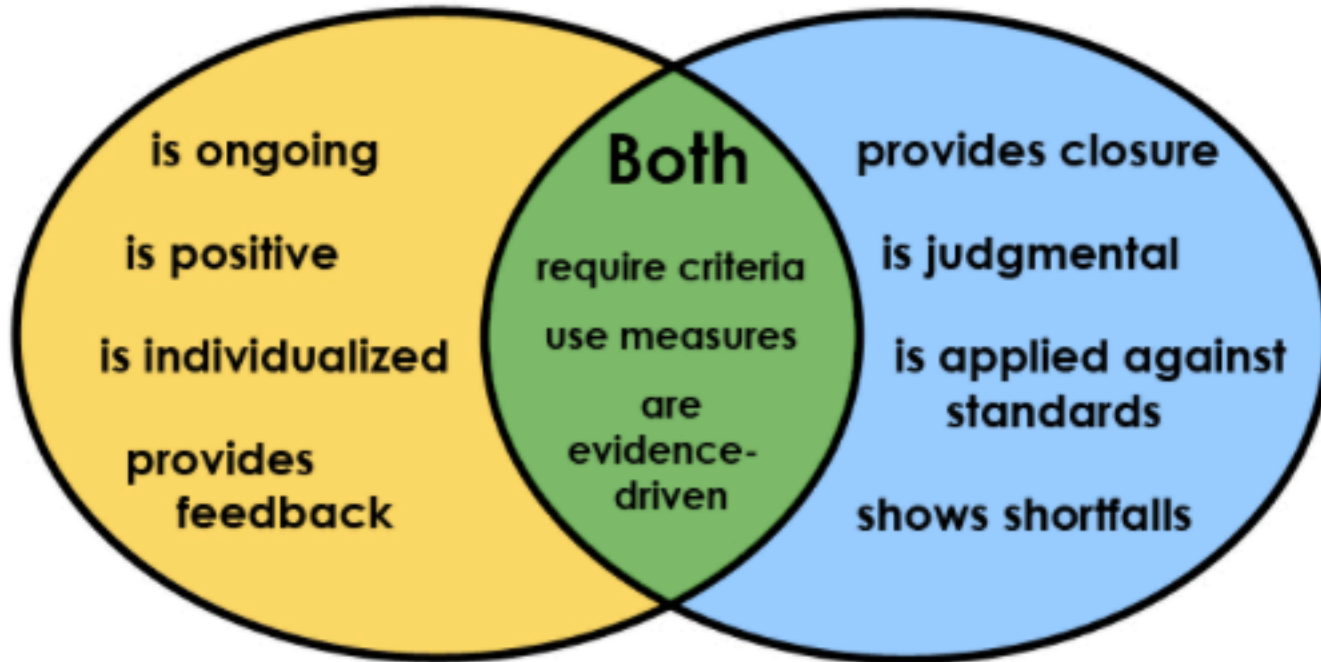 is ongoing
is positive
is individualized
provides
feedback
Both
require criteria
use measures
are
evidence-
driven
provides closure
is judgmental
is applied against
standards
shows shortfalls